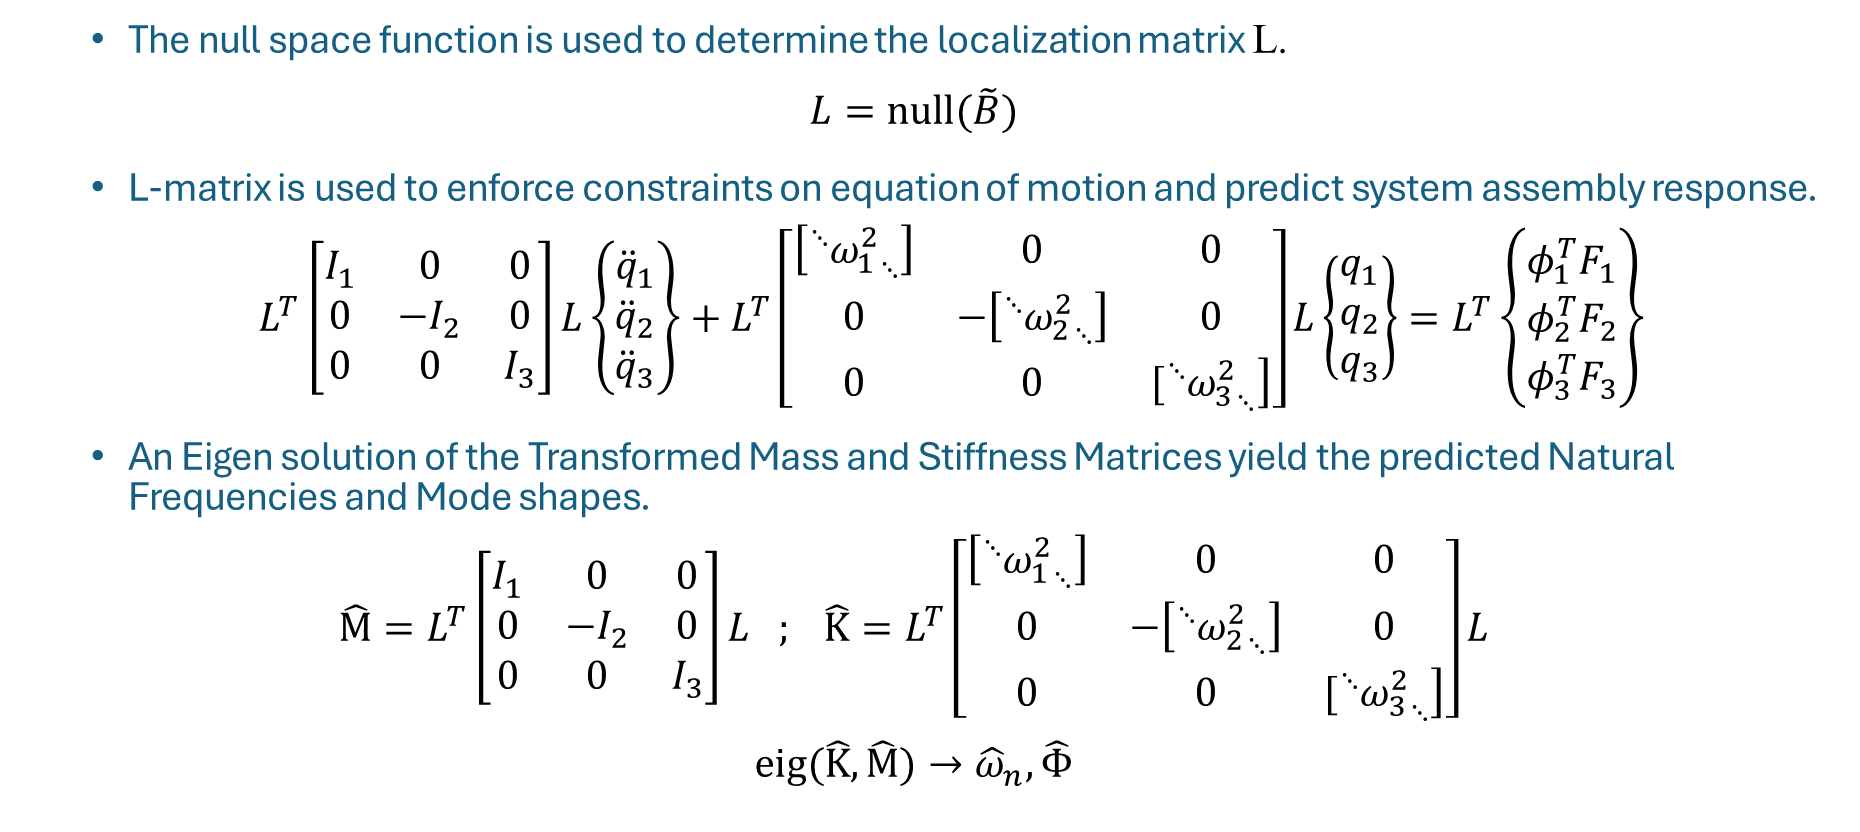 • The null space function is used to determine the localization matrix L.
L = null(B̃)
• L-matrix is used to enforce constraints on equation of motion and predict system assembly response.
L^T [I_1 0 0; 0 −I_2 0; 0 0 I_3] L {q̈_1; q̈_2; q̈_3} + L^T [[⋱ω_1^2⋱] 0 0; 0 −[⋱ω_2^2⋱] 0; 0 0 [⋱ω_3^2⋱]] L {q_1; q_2; q_3} = L^T {ϕ_1^T F_1; ϕ_2^T F_2; ϕ_3^T F_3}
• An Eigen solution of the Transformed Mass and Stiffness Matrices yield the predicted Natural
Frequencies and Mode shapes.
M̂ = L^T [I_1 0 0; 0 −I_2 0; 0 0 I_3] L ; K̂ = L^T [[⋱ω_1^2⋱] 0 0; 0 −[⋱ω_2^2⋱] 0; 0 0 [⋱ω_3^2⋱]] L
eig(K̂, M̂) → ω̂_n, Φ̂